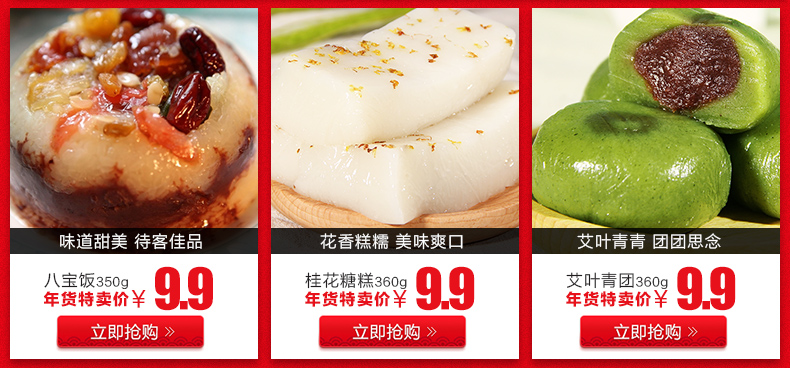 味道甜美 待客佳品
八宝饭350g
年货特卖价￥9.9
立即抢购 »
花香糕糯 美味爽口
桂花糖糕360g
年货特卖价￥9.9
立即抢购 »
艾叶青青 团团思念
艾叶青团360g
年货特卖价￥9.9
立即抢购 »